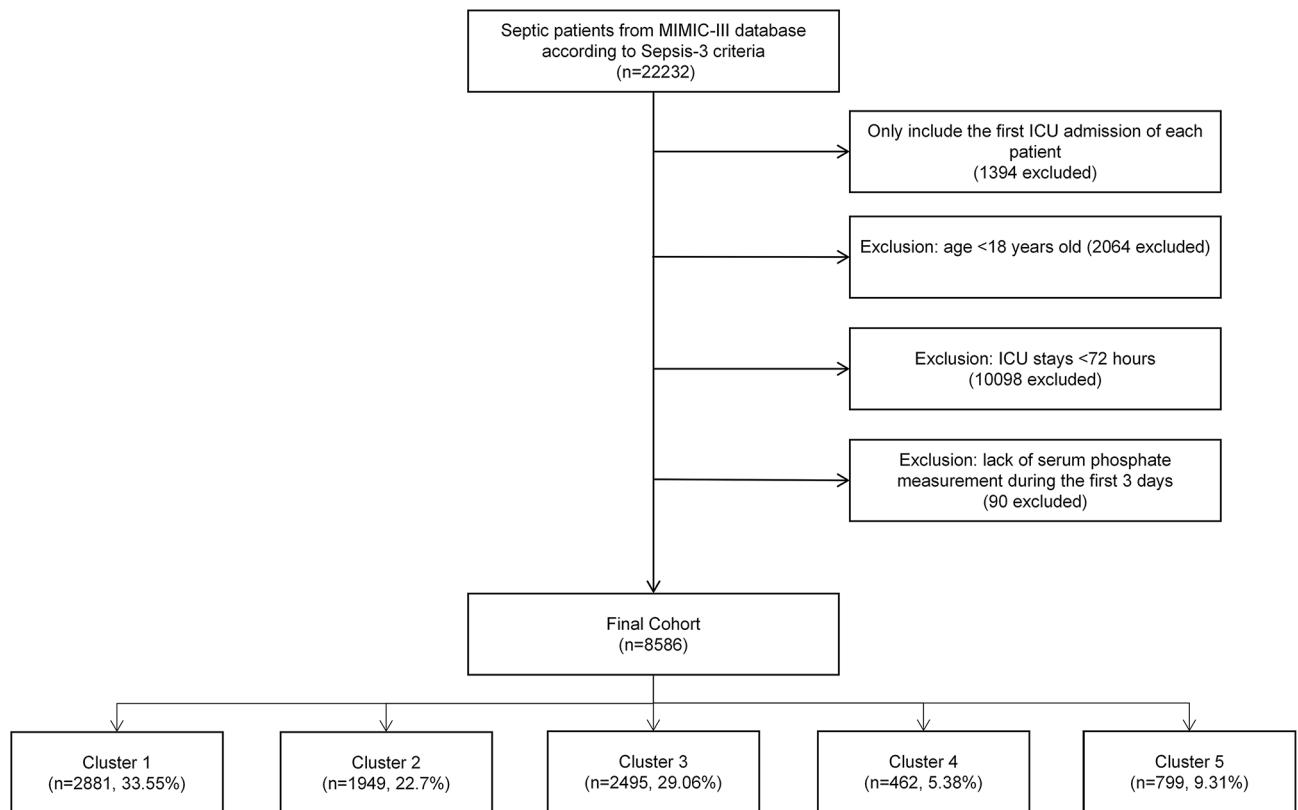 Septic patients from MIMIC-III database
according to Sepsis-3 criteria
(n=22232)
Only include the first ICU admission of each
patient
(1394 excluded)
Exclusion: age <18 years old (2064 excluded)
Exclusion: ICU stays <72 hours
(10098 excluded)
Exclusion: lack of serum phosphate
measurement during the first 3 days
(90 excluded)
Final Cohort
(n=8586)
Cluster 1
(n=2881, 33.55%)
Cluster 2
(n=1949, 22.7%)
Cluster 3
(n=2495, 29.06%)
Cluster 4
(n=462, 5.38%)
Cluster 5
(n=799, 9.31%)